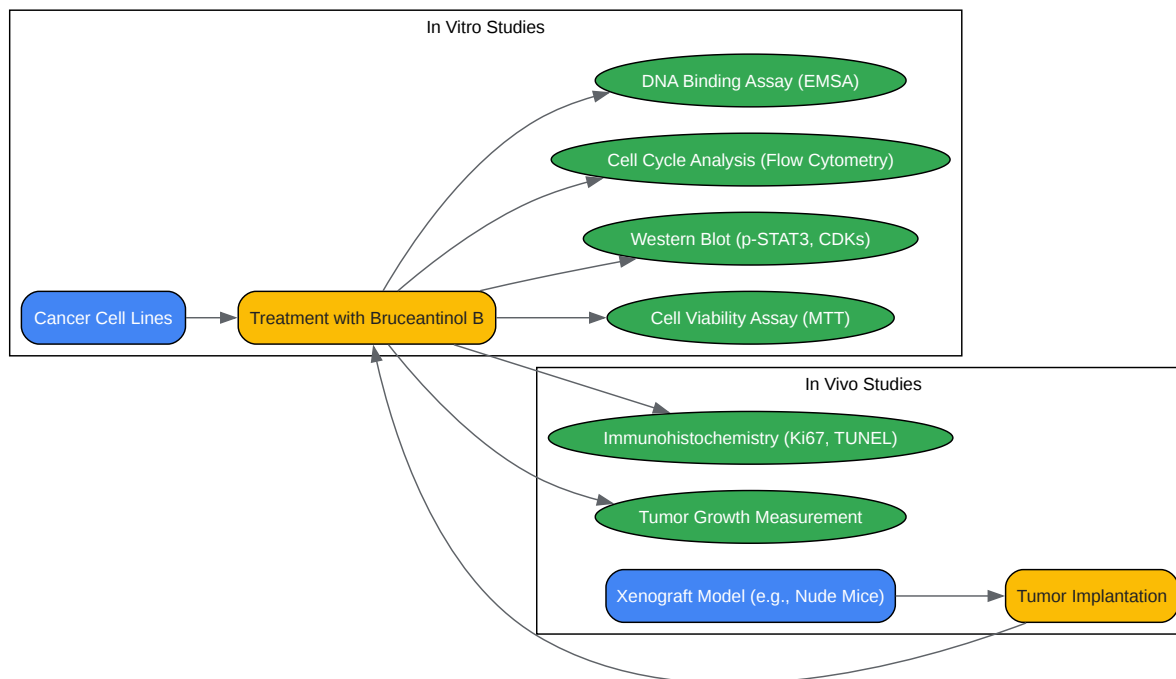 In Vitro Studies
DNA Binding Assay (EMSA)
Cell Cycle Analysis (Flow Cytometry)
Western Blot (p-STAT3, CDKs)
Cancer Cell Lines
Treatment with Bruceantinol B
Cell Viability Assay (MTT)
In Vivo Studies
Immunohistochemistry (Ki67, TUNEL)
Tumor Growth Measurement
Xenograft Model (e.g., Nude Mice)
Tumor Implantation